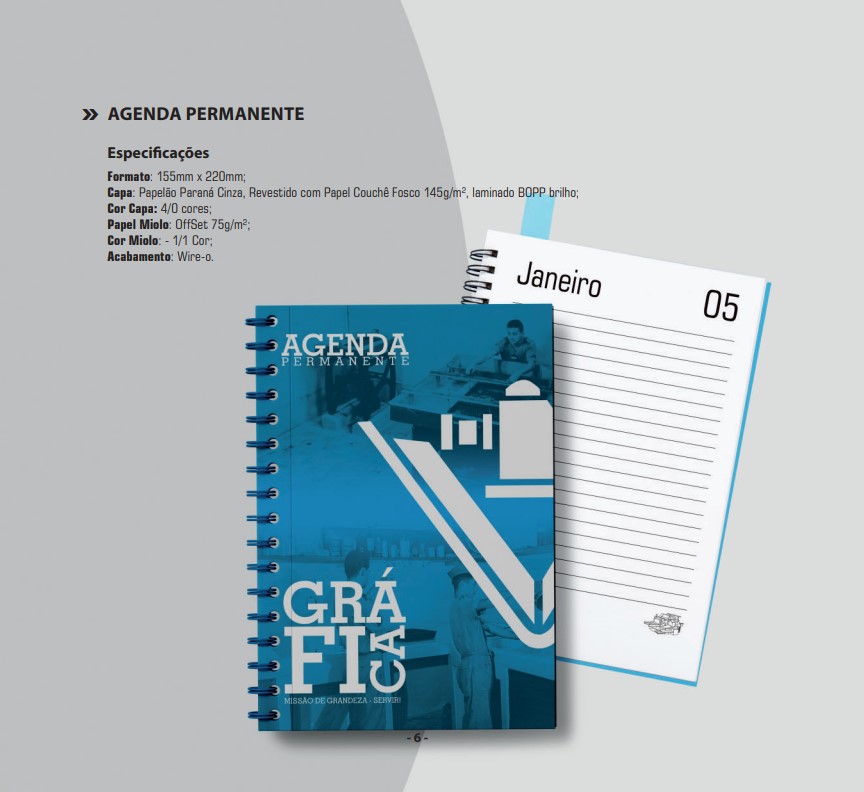 » AGENDA PERMANENTE
Especificações
Formato: 155mm x 220mm;
Capa: Papelão Paraná Cinza, Revestido com Papel Couchê Fosco 145g/m², laminado BOPP brilho;
Cor Capa: 4/0 cores;
Papel Miolo: OffSet 75g/m²;
Cor Miolo: - 1/1 Cor;
Acabamento: Wire-o.
Janeiro
05
AGENDA
PERMANENTE
GRÁ
FI
CA
MISSÃO DE GRANDEZA - SERVIR!
- 6 -